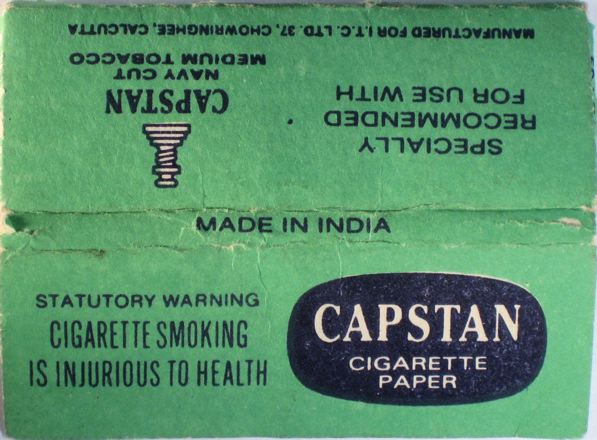 MANUFACTURED FOR I.T.C. LTD. 37, CHOWRINGHEE, CALCUTTA
SPECIALLY
RECOMMENDED
FOR USE WITH
CAPSTAN
NAVY CUT
MEDIUM TOBACCO
MADE IN INDIA
STATUTORY WARNING
CIGARETTE SMOKING
IS INJURIOUS TO HEALTH
CAPSTAN
CIGARETTE
PAPER